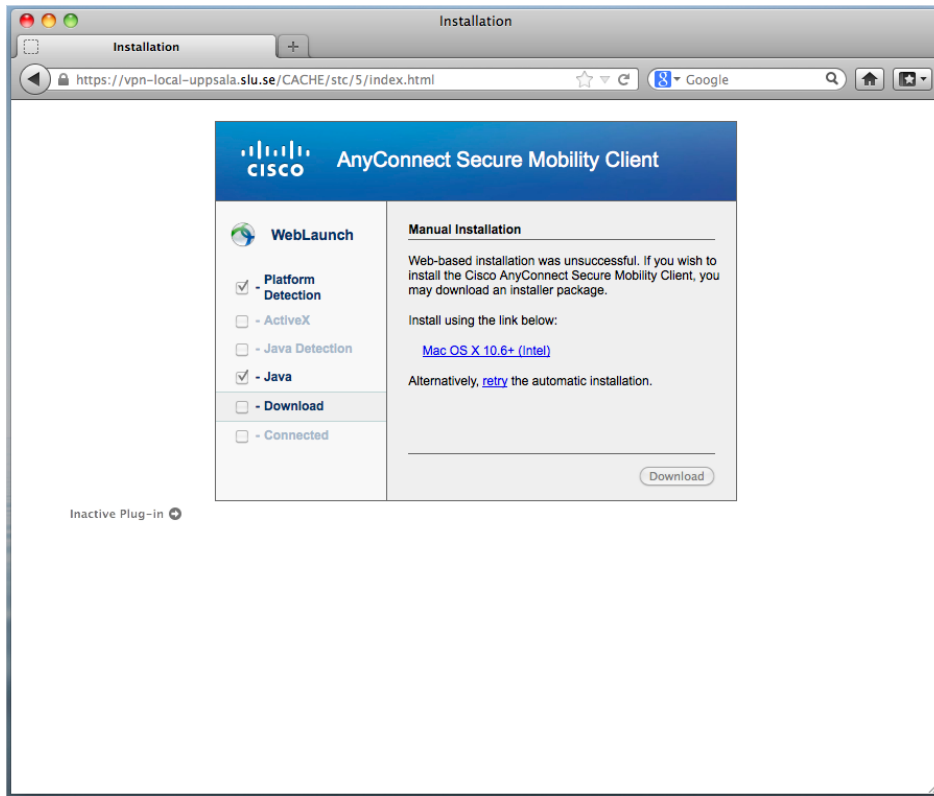 Installation
Installation
https://vpn-local-uppsala.slu.se/CACHE/stc/5/index.html
Google
CISCO
AnyConnect Secure Mobility Client
WebLaunch
- Platform
Detection
- ActiveX
- Java Detection
- Java
- Download
- Connected
Manual Installation
Web-based installation was unsuccessful. If you wish to
install the Cisco AnyConnect Secure Mobility Client, you
may download an installer package.
Install using the link below:
Mac OS X 10.6+ (Intel)
Alternatively, retry the automatic installation.
Download
Inactive Plug-in